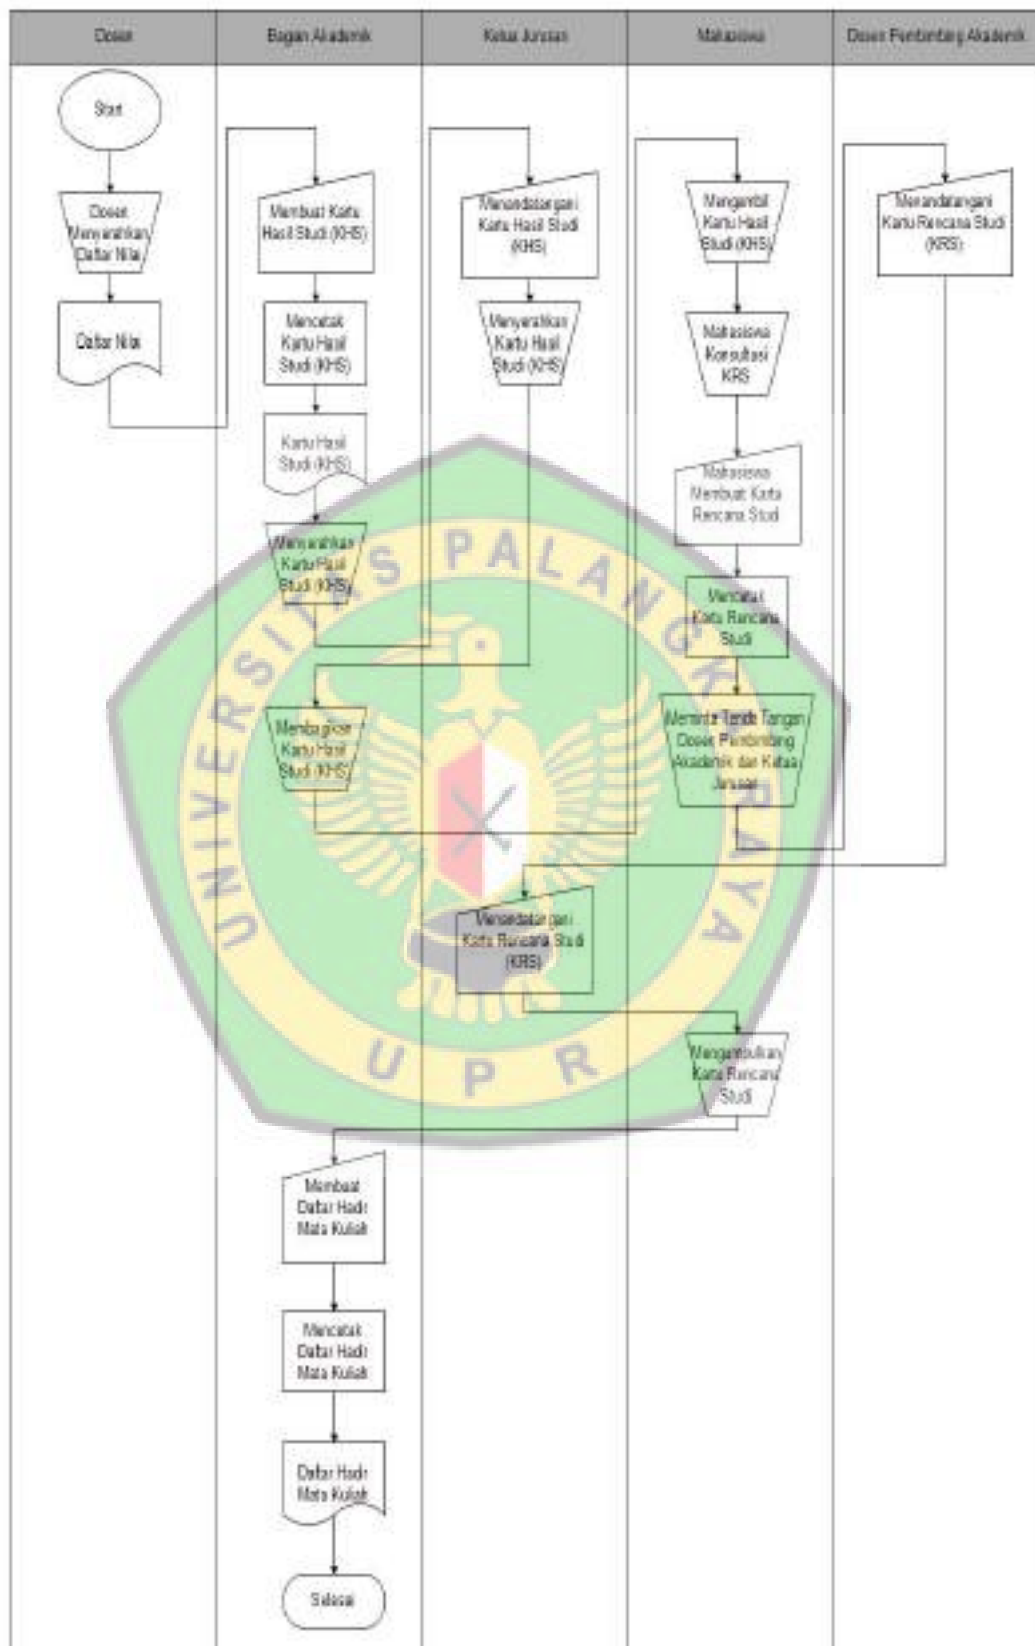 Dosen
Bagian Akademik
Ketua Jurusan
Mahasiswa
Dosen Pembimbing Akademik
Start
Dosen
Menyerahkan
Daftar Nilai
Daftar Nilai
Membuat Kartu
Hasil Studi (KHS)
Mencetak
Kartu Hasil
Studi (KHS)
Kartu Hasil
Studi (KHS)
Menyerahkan
Kartu Hasil
Studi (KHS)
Menandatangani
Kartu Hasil Studi
(KHS)
Menyerahkan
Kartu Hasil
Studi (KHS)
Membagikan
Kartu Hasil
Studi (KHS)
Mengambil
Kartu Hasil
Studi (KHS)
Mahasiswa
Konsultasi
KRS
Mahasiswa
Membuat Kartu
Rencana Studi
Mencetak
Kartu Rencana
Studi
Meminta Tanda Tangan
Dosen Pembimbing
Akademik dan Ketua
Jurusan
Menandatangani
Kartu Rencana Studi
(KRS)
Menandatangani
Kartu Rencana Studi
(KRS)
Mengumpulkan
Kartu Rencana
Studi
Membuat
Daftar Hadir
Mata Kuliah
Mencetak
Daftar Hadir
Mata Kuliah
Daftar Hadir
Mata Kuliah
Selesai
UNIVERSITAS PALANGKA RAYA
UPR